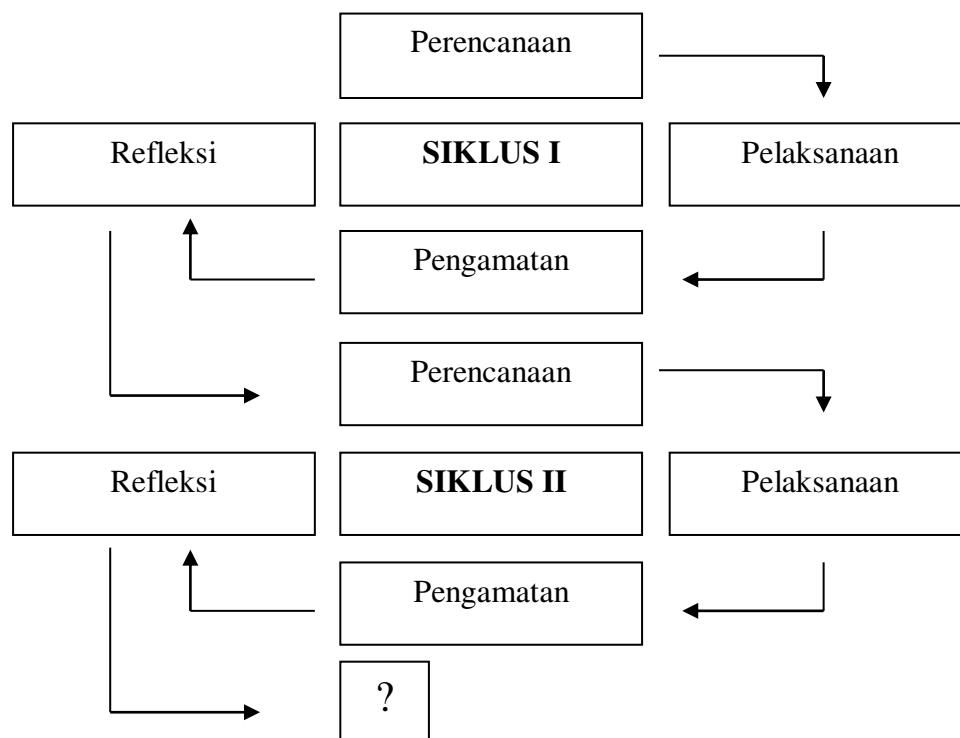 Perencanaan
Refleksi
SIKLUS I
Pelaksanaan
Pengamatan
Perencanaan
Refleksi
SIKLUS II
Pelaksanaan
Pengamatan
?